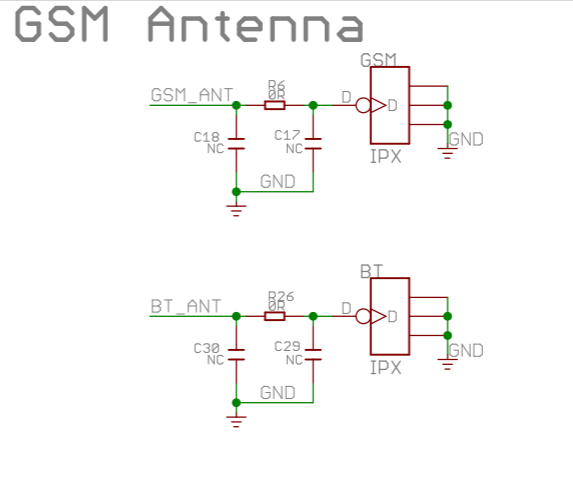 GSM Antenna
GSM
R6
0R
GSM_ANT
D
D
C18
NC
C17
NC
GND
IPX
GND
BT
R26
0R
BT_ANT
D
D
C30
NC
C29
NC
GND
IPX
GND